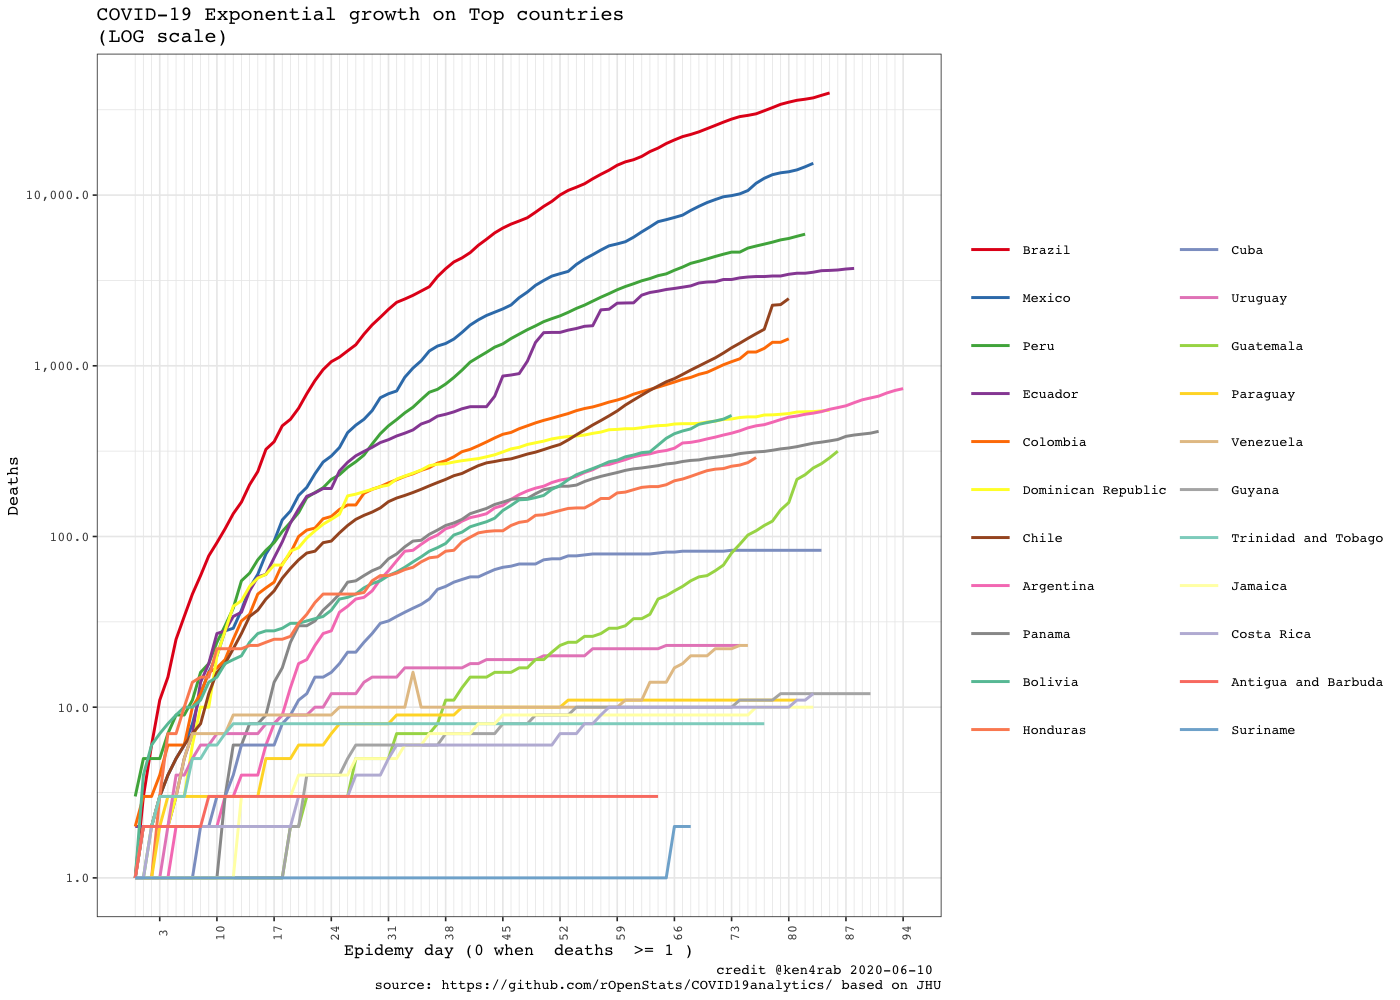 COVID-19 Exponential growth on Top countries
(LOG scale)
Deaths
10,000.0
1,000.0
100.0
10.0
1.0
3 10 17 24 31 38 45 52 59 66 73 80 87 94
Epidemy day (0 when deaths >= 1 )
Brazil
Mexico
Peru
Ecuador
Colombia
Dominican Republic
Chile
Argentina
Panama
Bolivia
Honduras
Cuba
Uruguay
Guatemala
Paraguay
Venezuela
Guyana
Trinidad and Tobago
Jamaica
Costa Rica
Antigua and Barbuda
Suriname
credit @ken4rab 2020-06-10
source: https://github.com/rOpenStats/COVID19analytics/ based on JHU